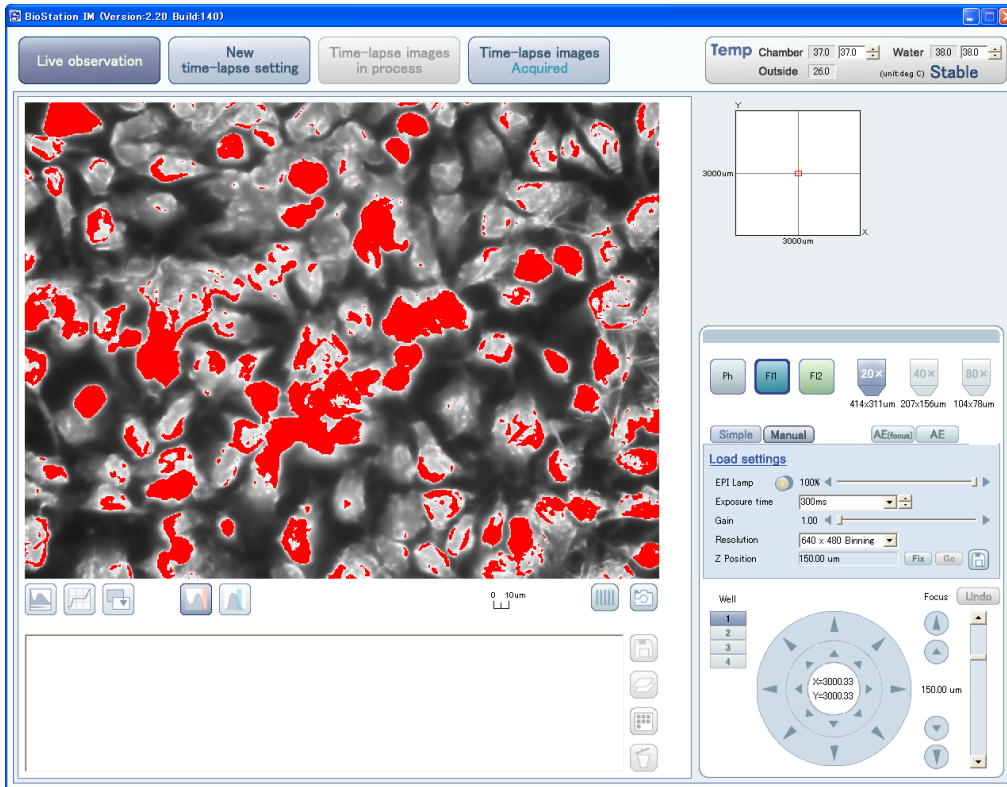 BioStation IM (Version:2.20 Build:140)
Live observation
New
time-lapse setting
Time-lapse images
in process
Time-lapse images
Acquired
Temp Chamber 37.0 37.0 Water 38.0 38.0
Outside 26.0 (unit:deg C) Stable
Y
3000um
X
3000um
Ph Fl1 Fl2 20× 40× 80×
414x311um 207x156um 104x78um
Simple Manual AE(focus) AE
Load settings
EPI Lamp 100%
Exposure time 300ms
Gain 1.00
Resolution 640 x 480 Binning
Z Position 150.00 um Fix Go
0 10um
Well
1
2
3
4
X=3000.33
Y=3000.33
Focus Undo
150.00 um